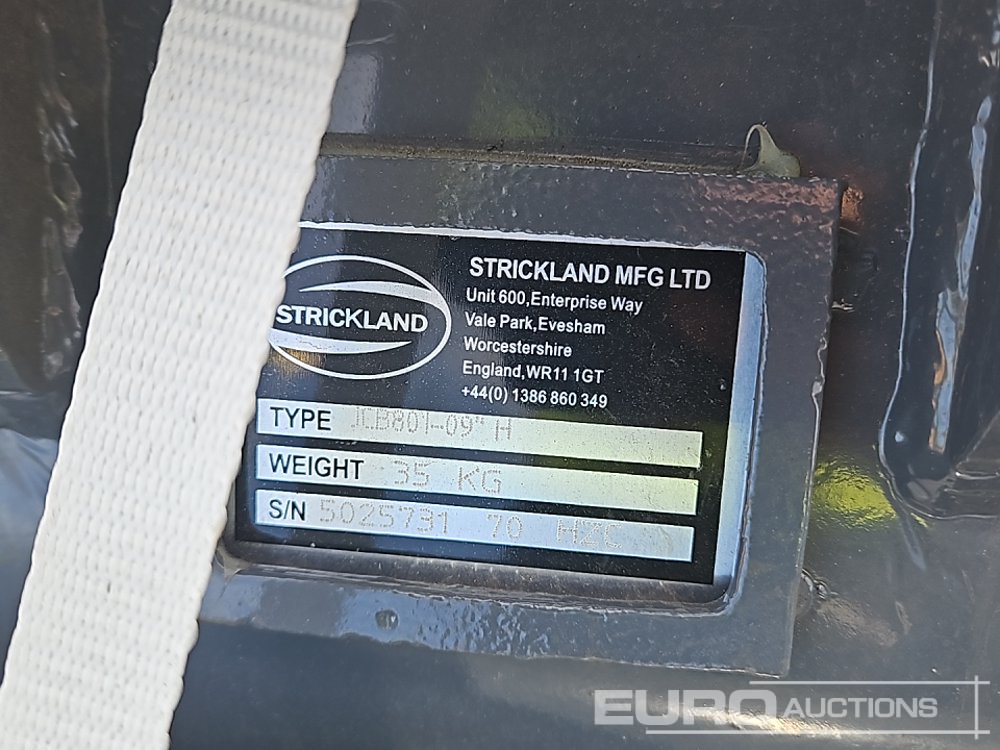 STRICKLAND
STRICKLAND MFG LTD
Unit 600,Enterprise Way
Vale Park,Evesham
Worcestershire
England,WR11 1GT
+44(0) 1386 860 349
TYPE JCB801-09" H
WEIGHT 35 KG
S/N 5025731 70 HZC
EURO AUCTIONS